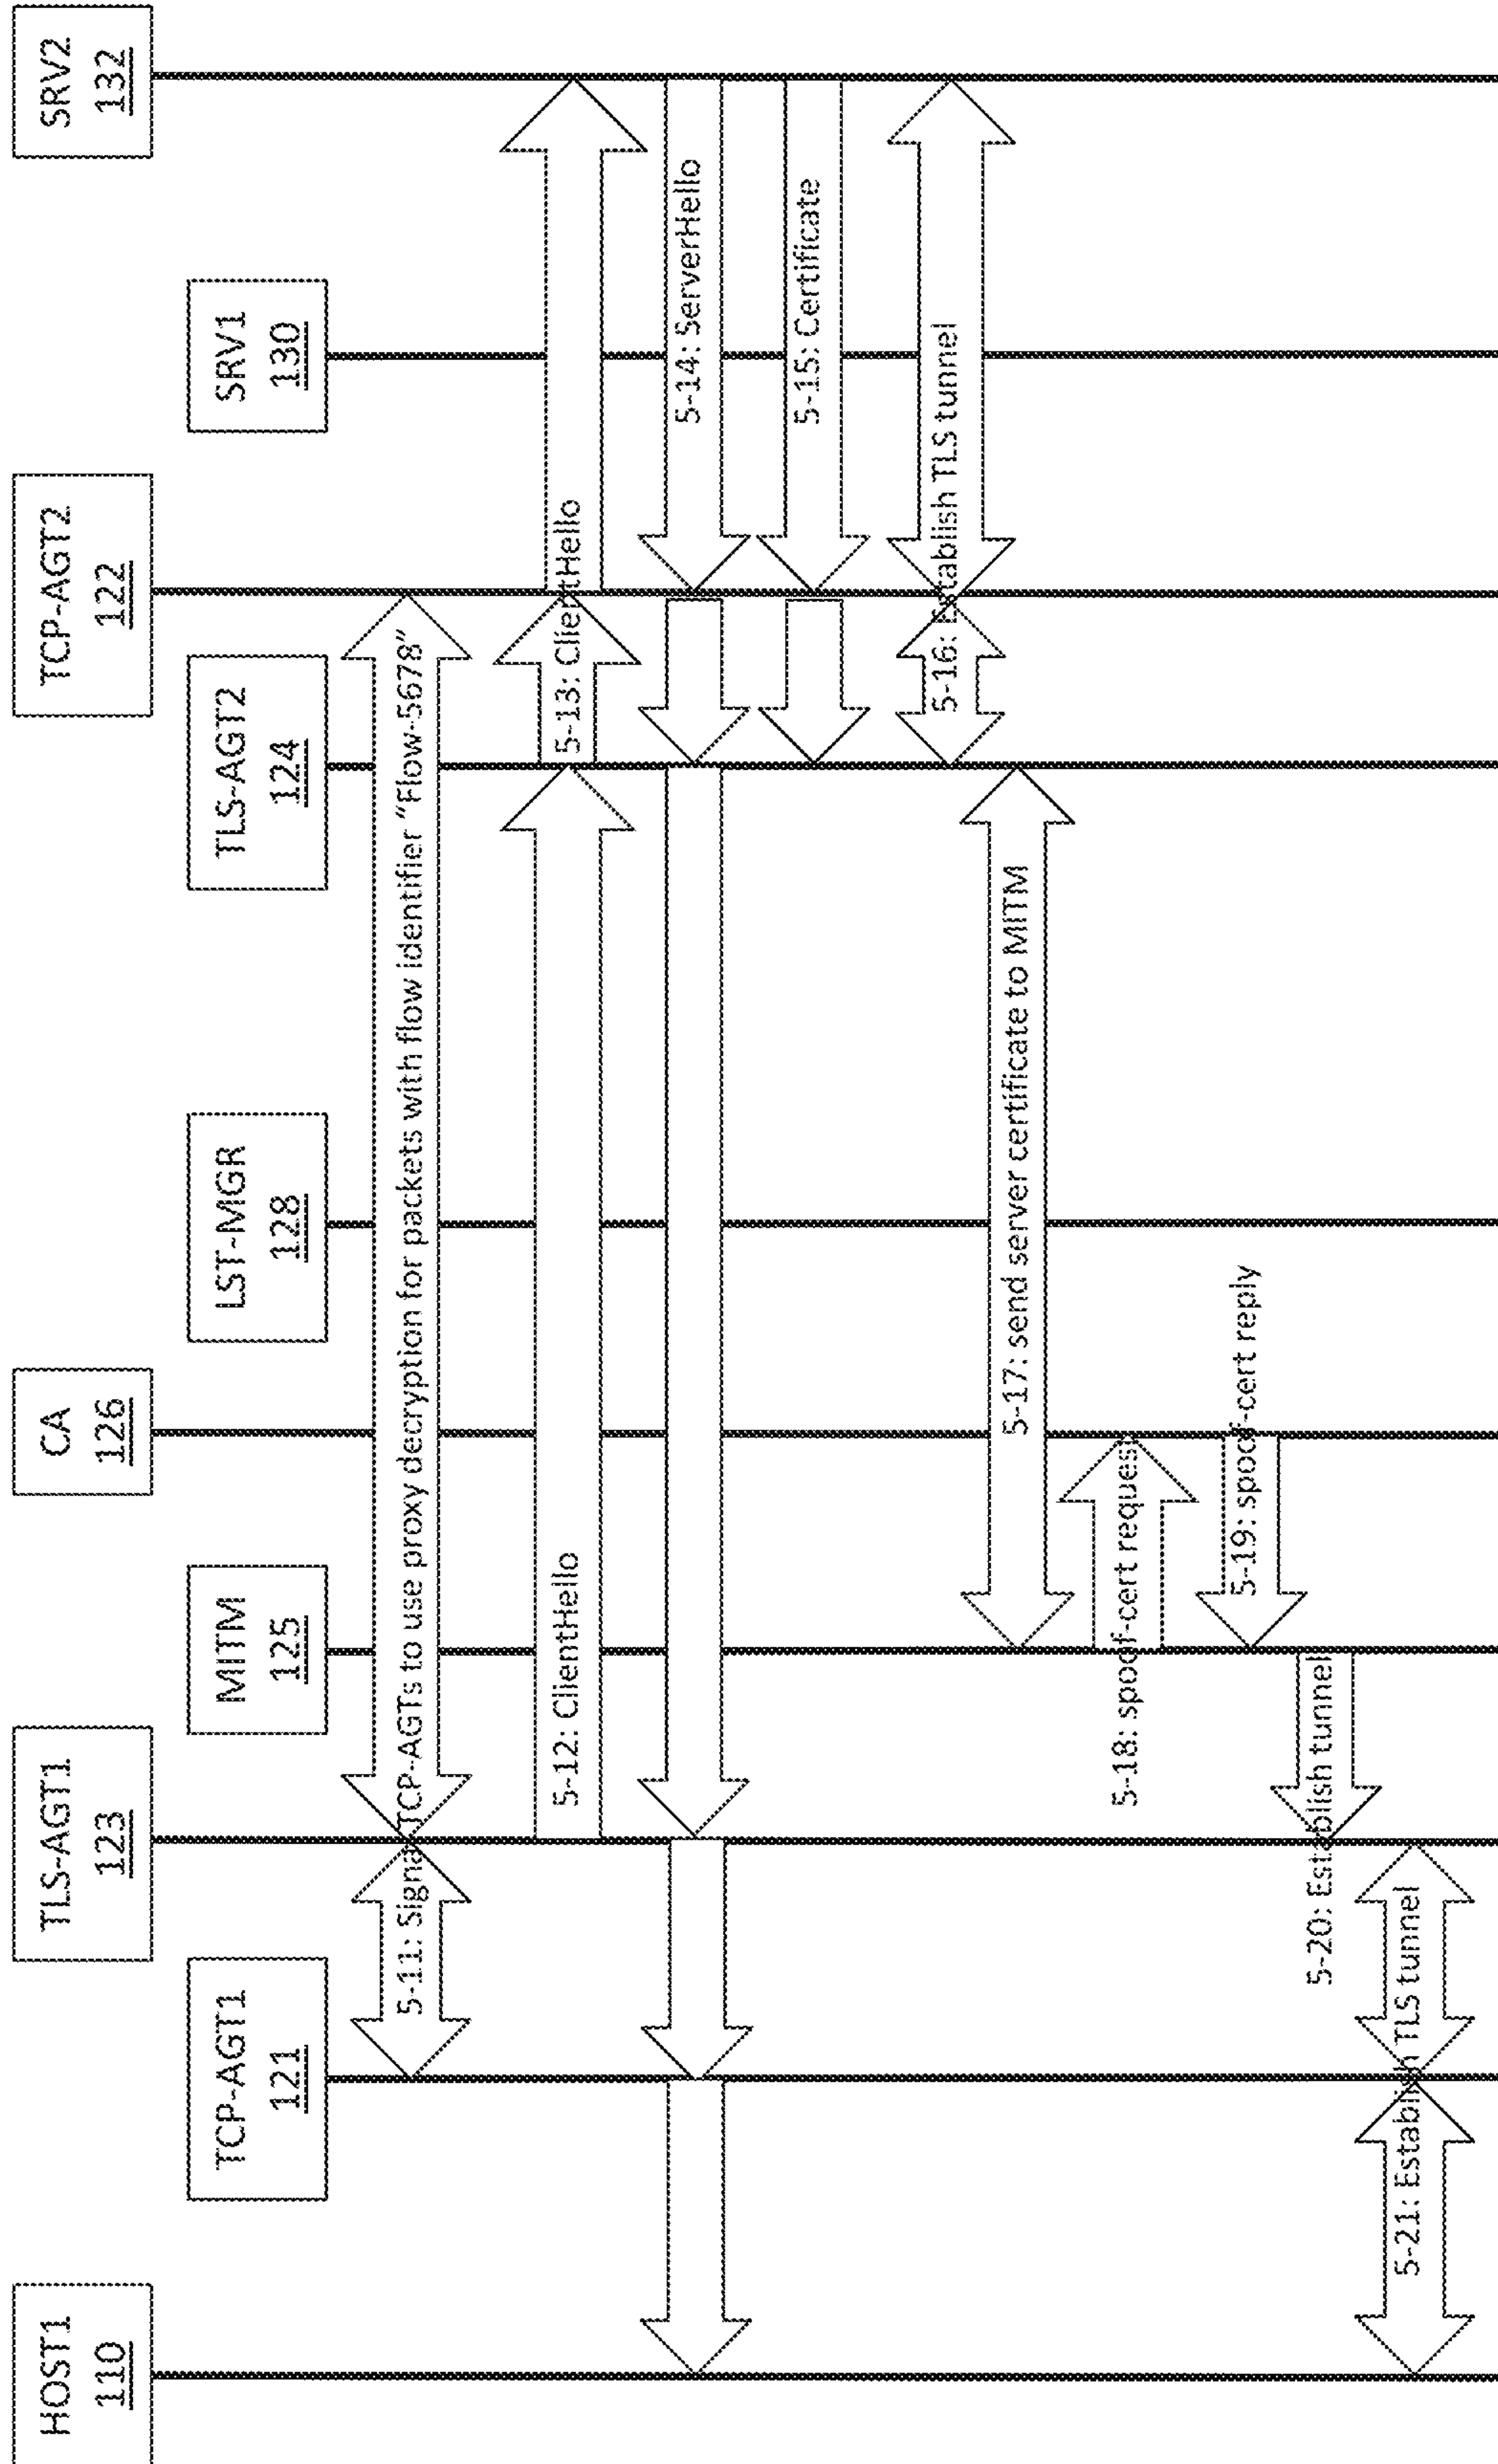 HOST1
110
TCP-AGT1
121
TLS-AGT1
123
MITM
125
CA
126
LST-MGR
128
TLS-AGT2
124
TCP-AGT2
122
SRV1
130
SRV2
132
5-11: Signal TCP-AGTs to use proxy decryption for packets with flow identifier "Flow-5678"
5-12: ClientHello
5-13: ClientHello
5-14: ServerHello
5-15: Certificate
5-16: Establish TLS tunnel
5-17: send server certificate to MITM
5-18: spoof-cert request
5-19: spoof-cert reply
5-20: Establish tunnel
5-21: Establish TLS tunnel